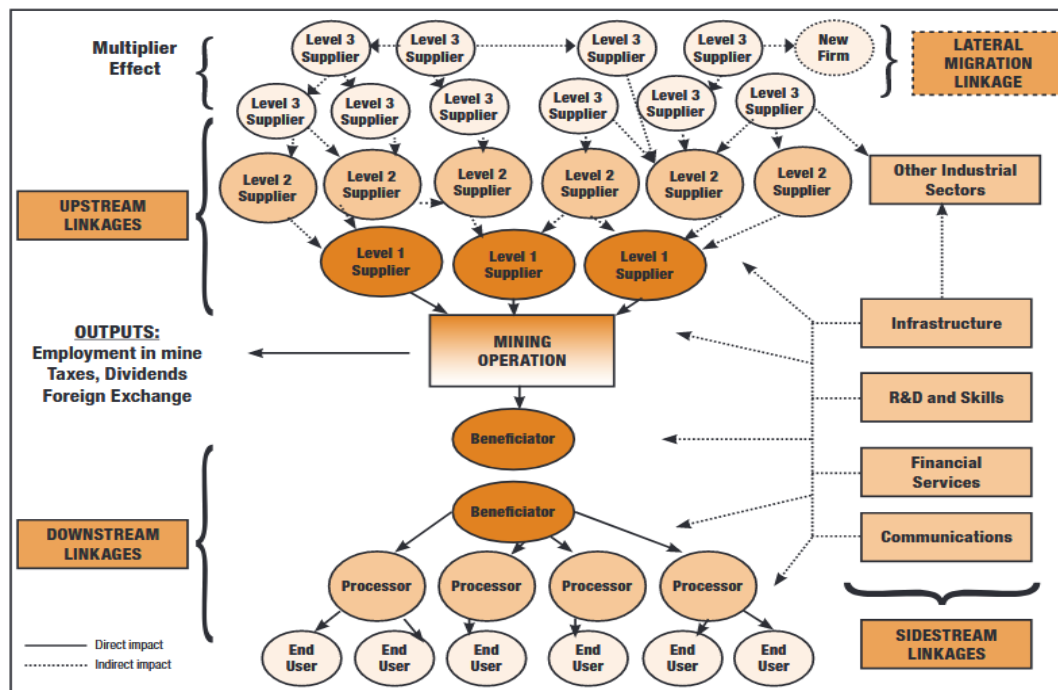 Multiplier
Effect
Level 3
Supplier
Level 3
Supplier
Level 3
Supplier
Level 3
Supplier
New
Firm
LATERAL
MIGRATION
LINKAGE
Level 3
Supplier
Level 3
Supplier
Level 3
Supplier
Level 3
Supplier
Level 3
Supplier
Level 3
Supplier
UPSTREAM
LINKAGES
Level 2
Supplier
Level 2
Supplier
Level 2
Supplier
Level 2
Supplier
Level 2
Supplier
Level 2
Supplier
Other Industrial
Sectors
Level 1
Supplier
Level 1
Supplier
Level 1
Supplier
OUTPUTS:
Employment in mine
Taxes, Dividends
Foreign Exchange
MINING
OPERATION
Infrastructure
R&D and Skills
Beneficiator
Financial
Services
DOWNSTREAM
LINKAGES
Beneficiator
Communications
Processor
Processor
Processor
Processor
End
User
End
User
End
User
End
User
End
User
End
User
SIDESTREAM
LINKAGES
Direct impact
Indirect impact